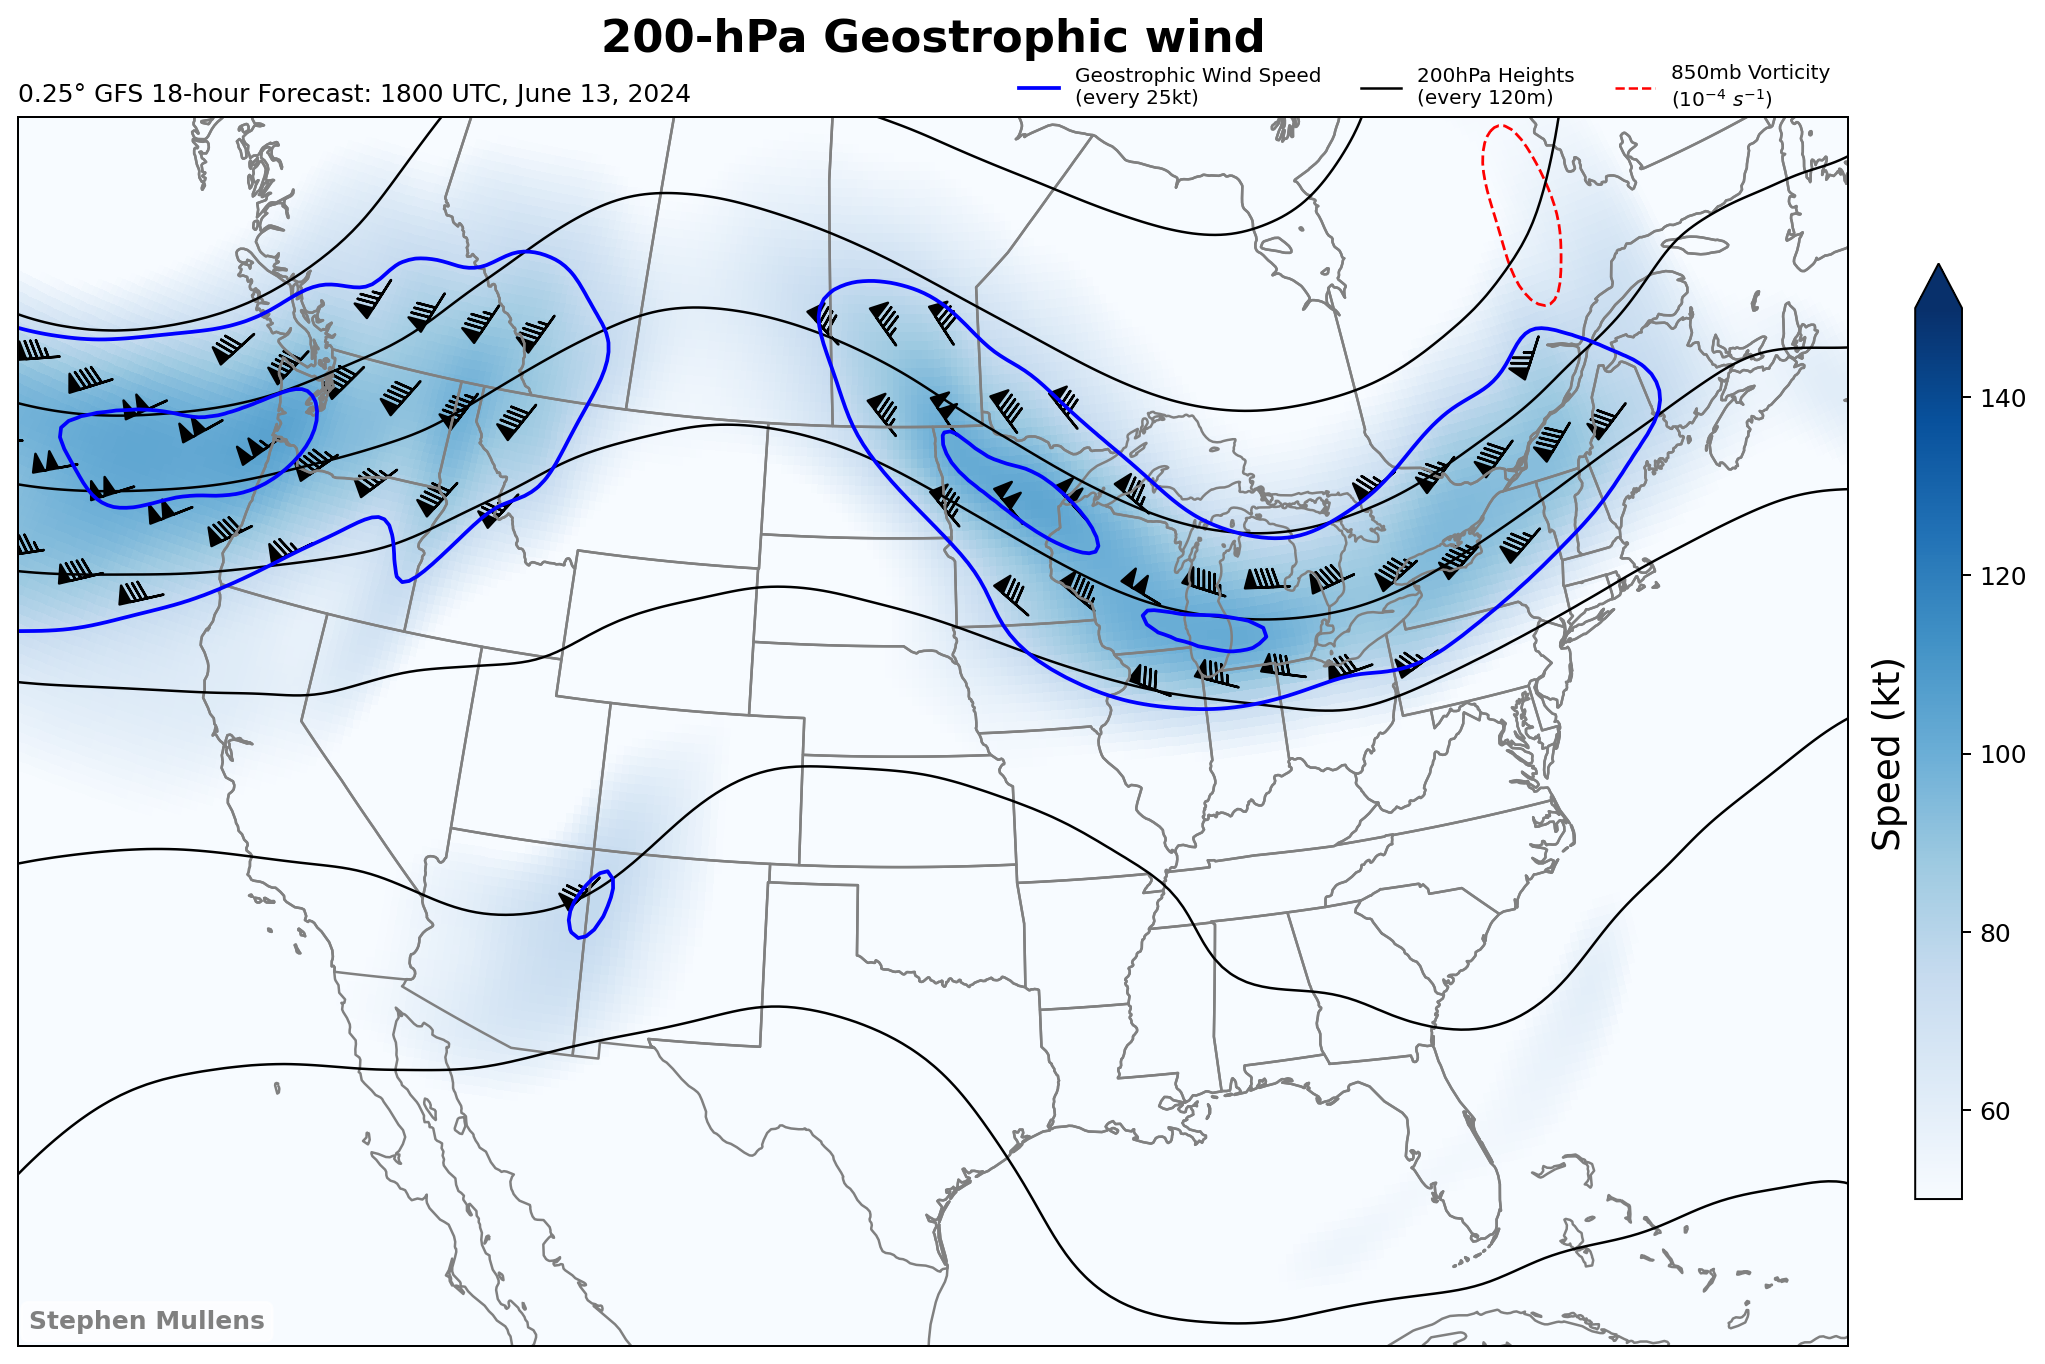 200-hPa Geostrophic wind
0.25° GFS 18-hour Forecast: 1800 UTC, June 13, 2024
Geostrophic Wind Speed
(every 25kt)
200hPa Heights
(every 120m)
850mb Vorticity
(10⁻⁴ s⁻¹)
140
120
100
80
60
Speed (kt)
Stephen Mullens